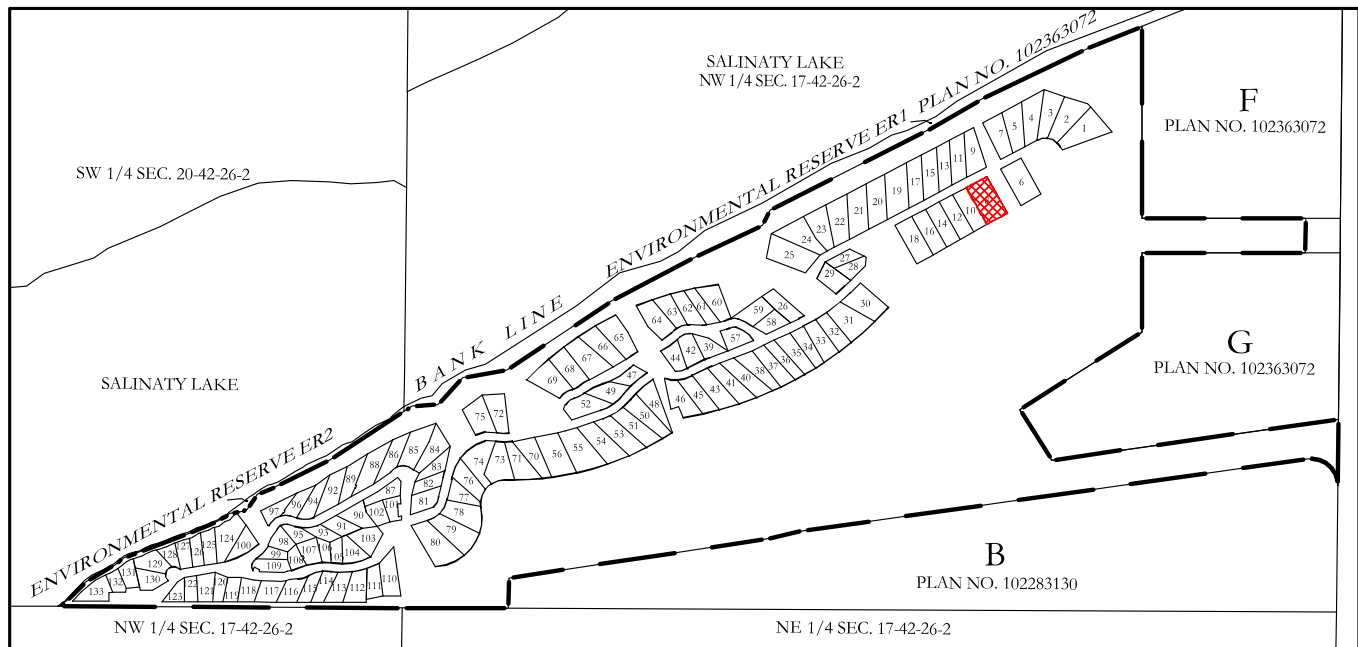 SALINATY LAKE
NW 1/4 SEC. 17-42-26-2
F
PLAN NO. 102363072
SW 1/4 SEC. 20-42-26-2
ENVIRONMENTAL RESERVE ER1 PLAN NO. 102363072
BANK LINE
G
PLAN NO. 102363072
SALINATY LAKE
ENVIRONMENTAL RESERVE ER2
B
PLAN NO. 102283130
NW 1/4 SEC. 17-42-26-2
NE 1/4 SEC. 17-42-26-2
7 5 4 3 2 1
6
25 24 23 22 21 20 19 17 15 13 11 9
18 16 14 12 10
29 27 28
64 63 62 61 60
59 26 58
30
44 42 39 57
46 45 43 41 40 38 37 36 35 34 33 32 31
69 68 67 66 65
52 49 47
75 72
74 73 71 70 56 55 54 53 51 50 48
76 77 78 79 80
97 96 94 92 89 88 86 85 84
83 82 81
87 101 102 90 91 93 95 98
99 109 108 107 106 105 104 103
133 132 131 130 129 128 127 126 125 124 100
123 122 121 120 119 118 117 116 115 114 113 112 111 110